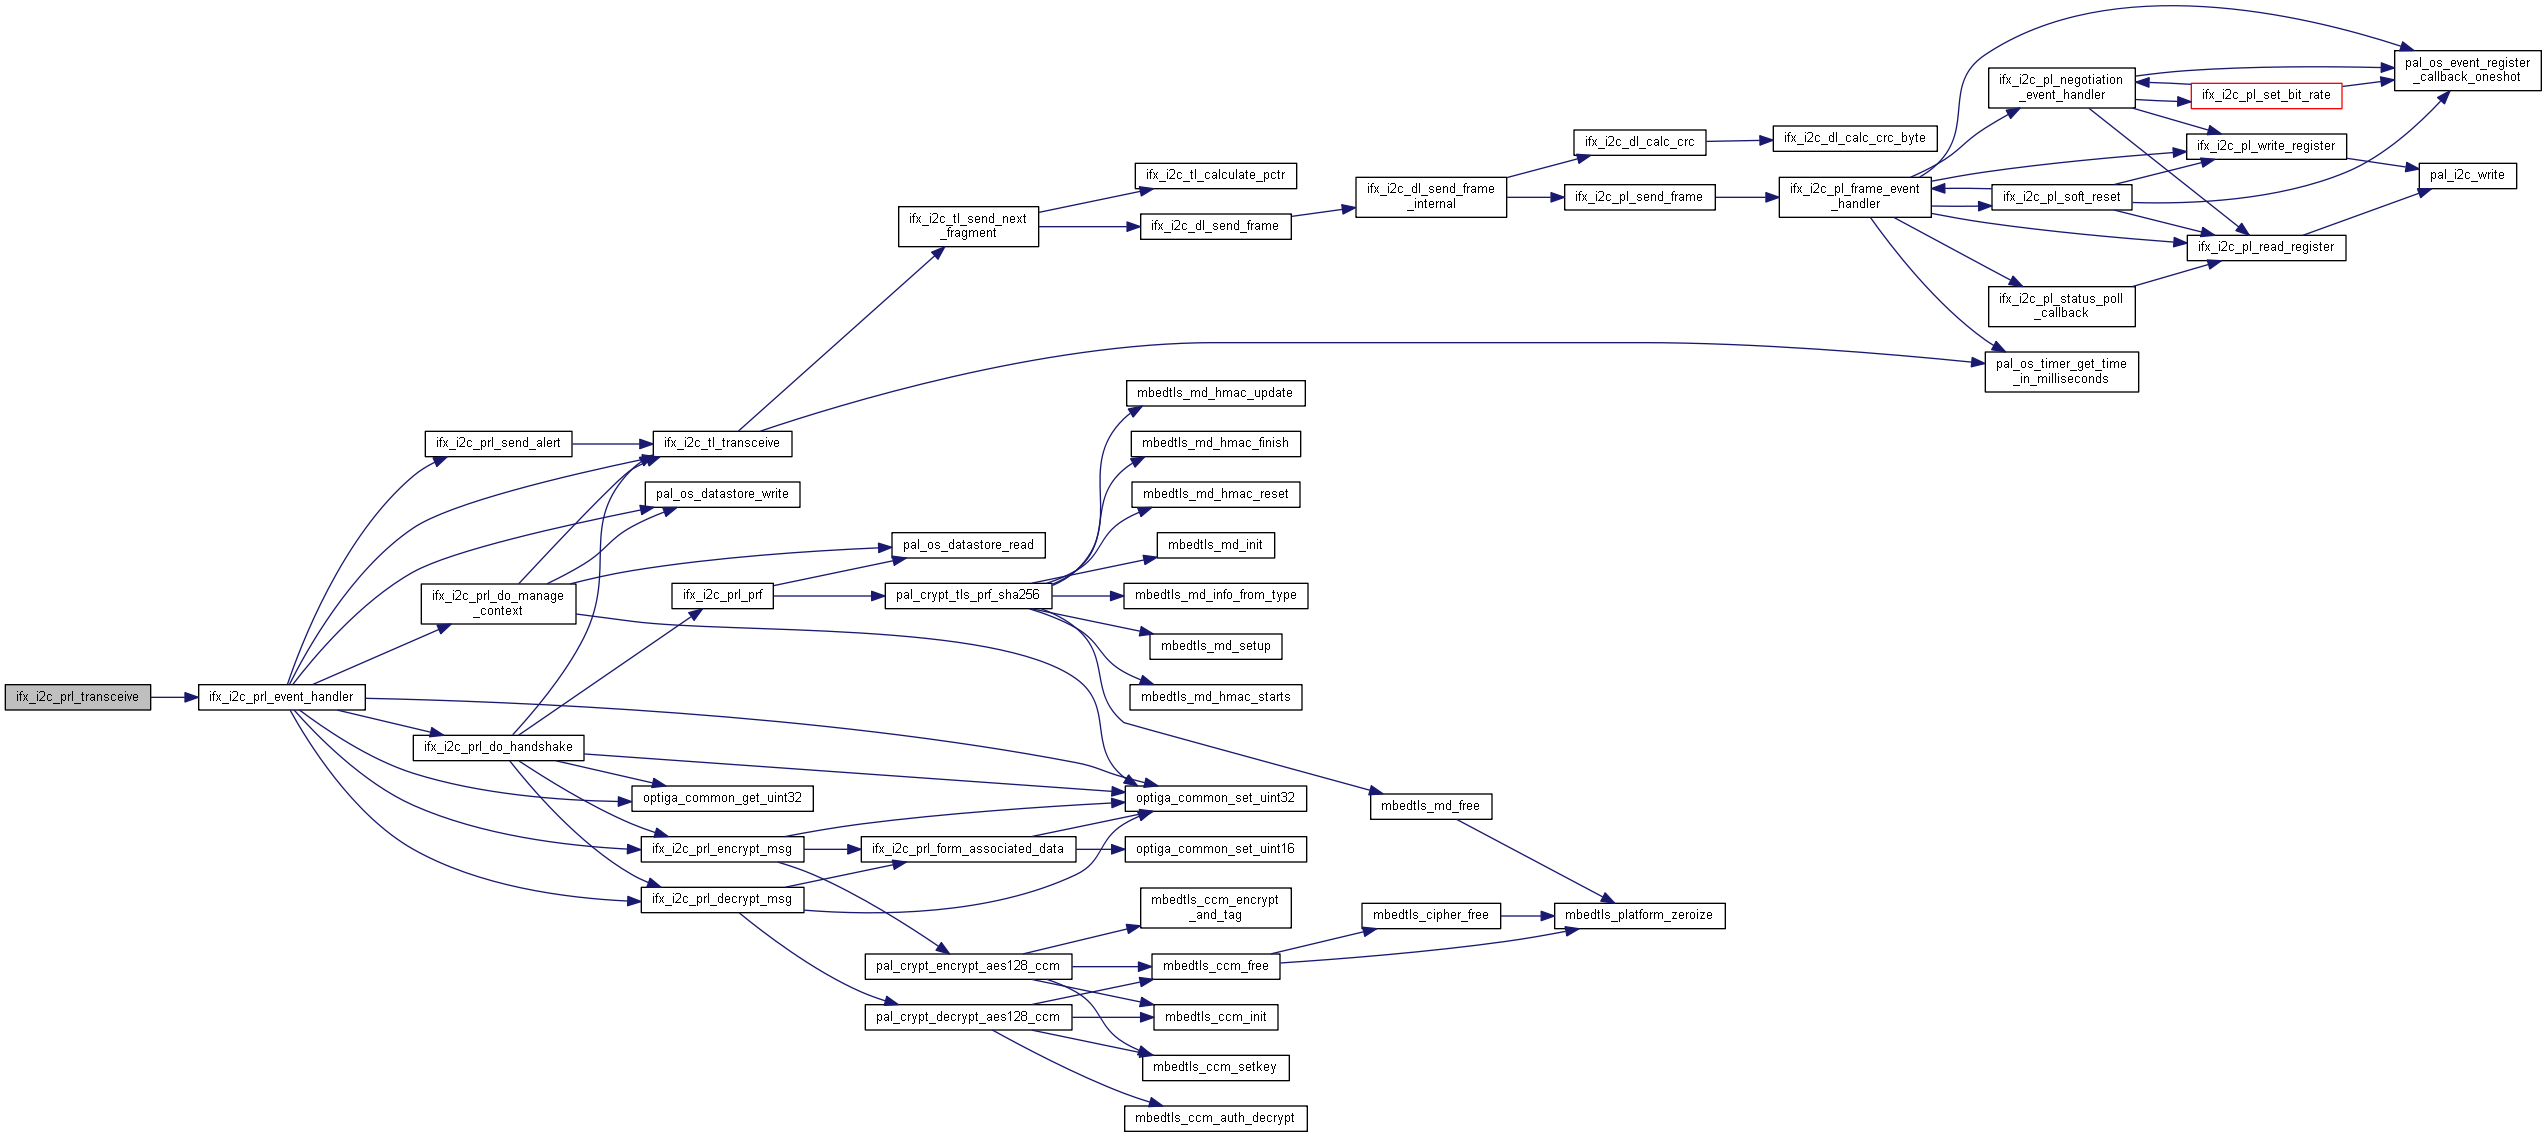 ifx_i2c_prl_transceive
ifx_i2c_prl_event_handler
ifx_i2c_prl_send_alert
ifx_i2c_prl_do_manage
_context
ifx_i2c_prl_do_handshake
ifx_i2c_tl_transceive
pal_os_datastore_write
ifx_i2c_prl_prf
optiga_common_get_uint32
ifx_i2c_prl_encrypt_msg
ifx_i2c_prl_decrypt_msg
ifx_i2c_tl_send_next
_fragment
pal_os_datastore_read
pal_crypt_tls_prf_sha256
ifx_i2c_prl_form_associated_data
pal_crypt_encrypt_aes128_ccm
pal_crypt_decrypt_aes128_ccm
ifx_i2c_tl_calculate_pctr
ifx_i2c_dl_send_frame
mbedtls_md_hmac_update
mbedtls_md_hmac_finish
mbedtls_md_hmac_reset
mbedtls_md_init
mbedtls_md_info_from_type
mbedtls_md_setup
mbedtls_md_hmac_starts
optiga_common_set_uint32
optiga_common_set_uint16
mbedtls_ccm_encrypt
_and_tag
mbedtls_ccm_free
mbedtls_ccm_init
mbedtls_ccm_setkey
mbedtls_ccm_auth_decrypt
ifx_i2c_dl_send_frame
_internal
mbedtls_md_free
mbedtls_cipher_free
ifx_i2c_dl_calc_crc
ifx_i2c_pl_send_frame
mbedtls_platform_zeroize
ifx_i2c_dl_calc_crc_byte
ifx_i2c_pl_frame_event
_handler
ifx_i2c_pl_negotiation
_event_handler
ifx_i2c_pl_soft_reset
ifx_i2c_pl_status_poll
_callback
pal_os_timer_get_time
_in_milliseconds
ifx_i2c_pl_set_bit_rate
ifx_i2c_pl_write_register
ifx_i2c_pl_read_register
pal_os_event_register
_callback_oneshot
pal_i2c_write